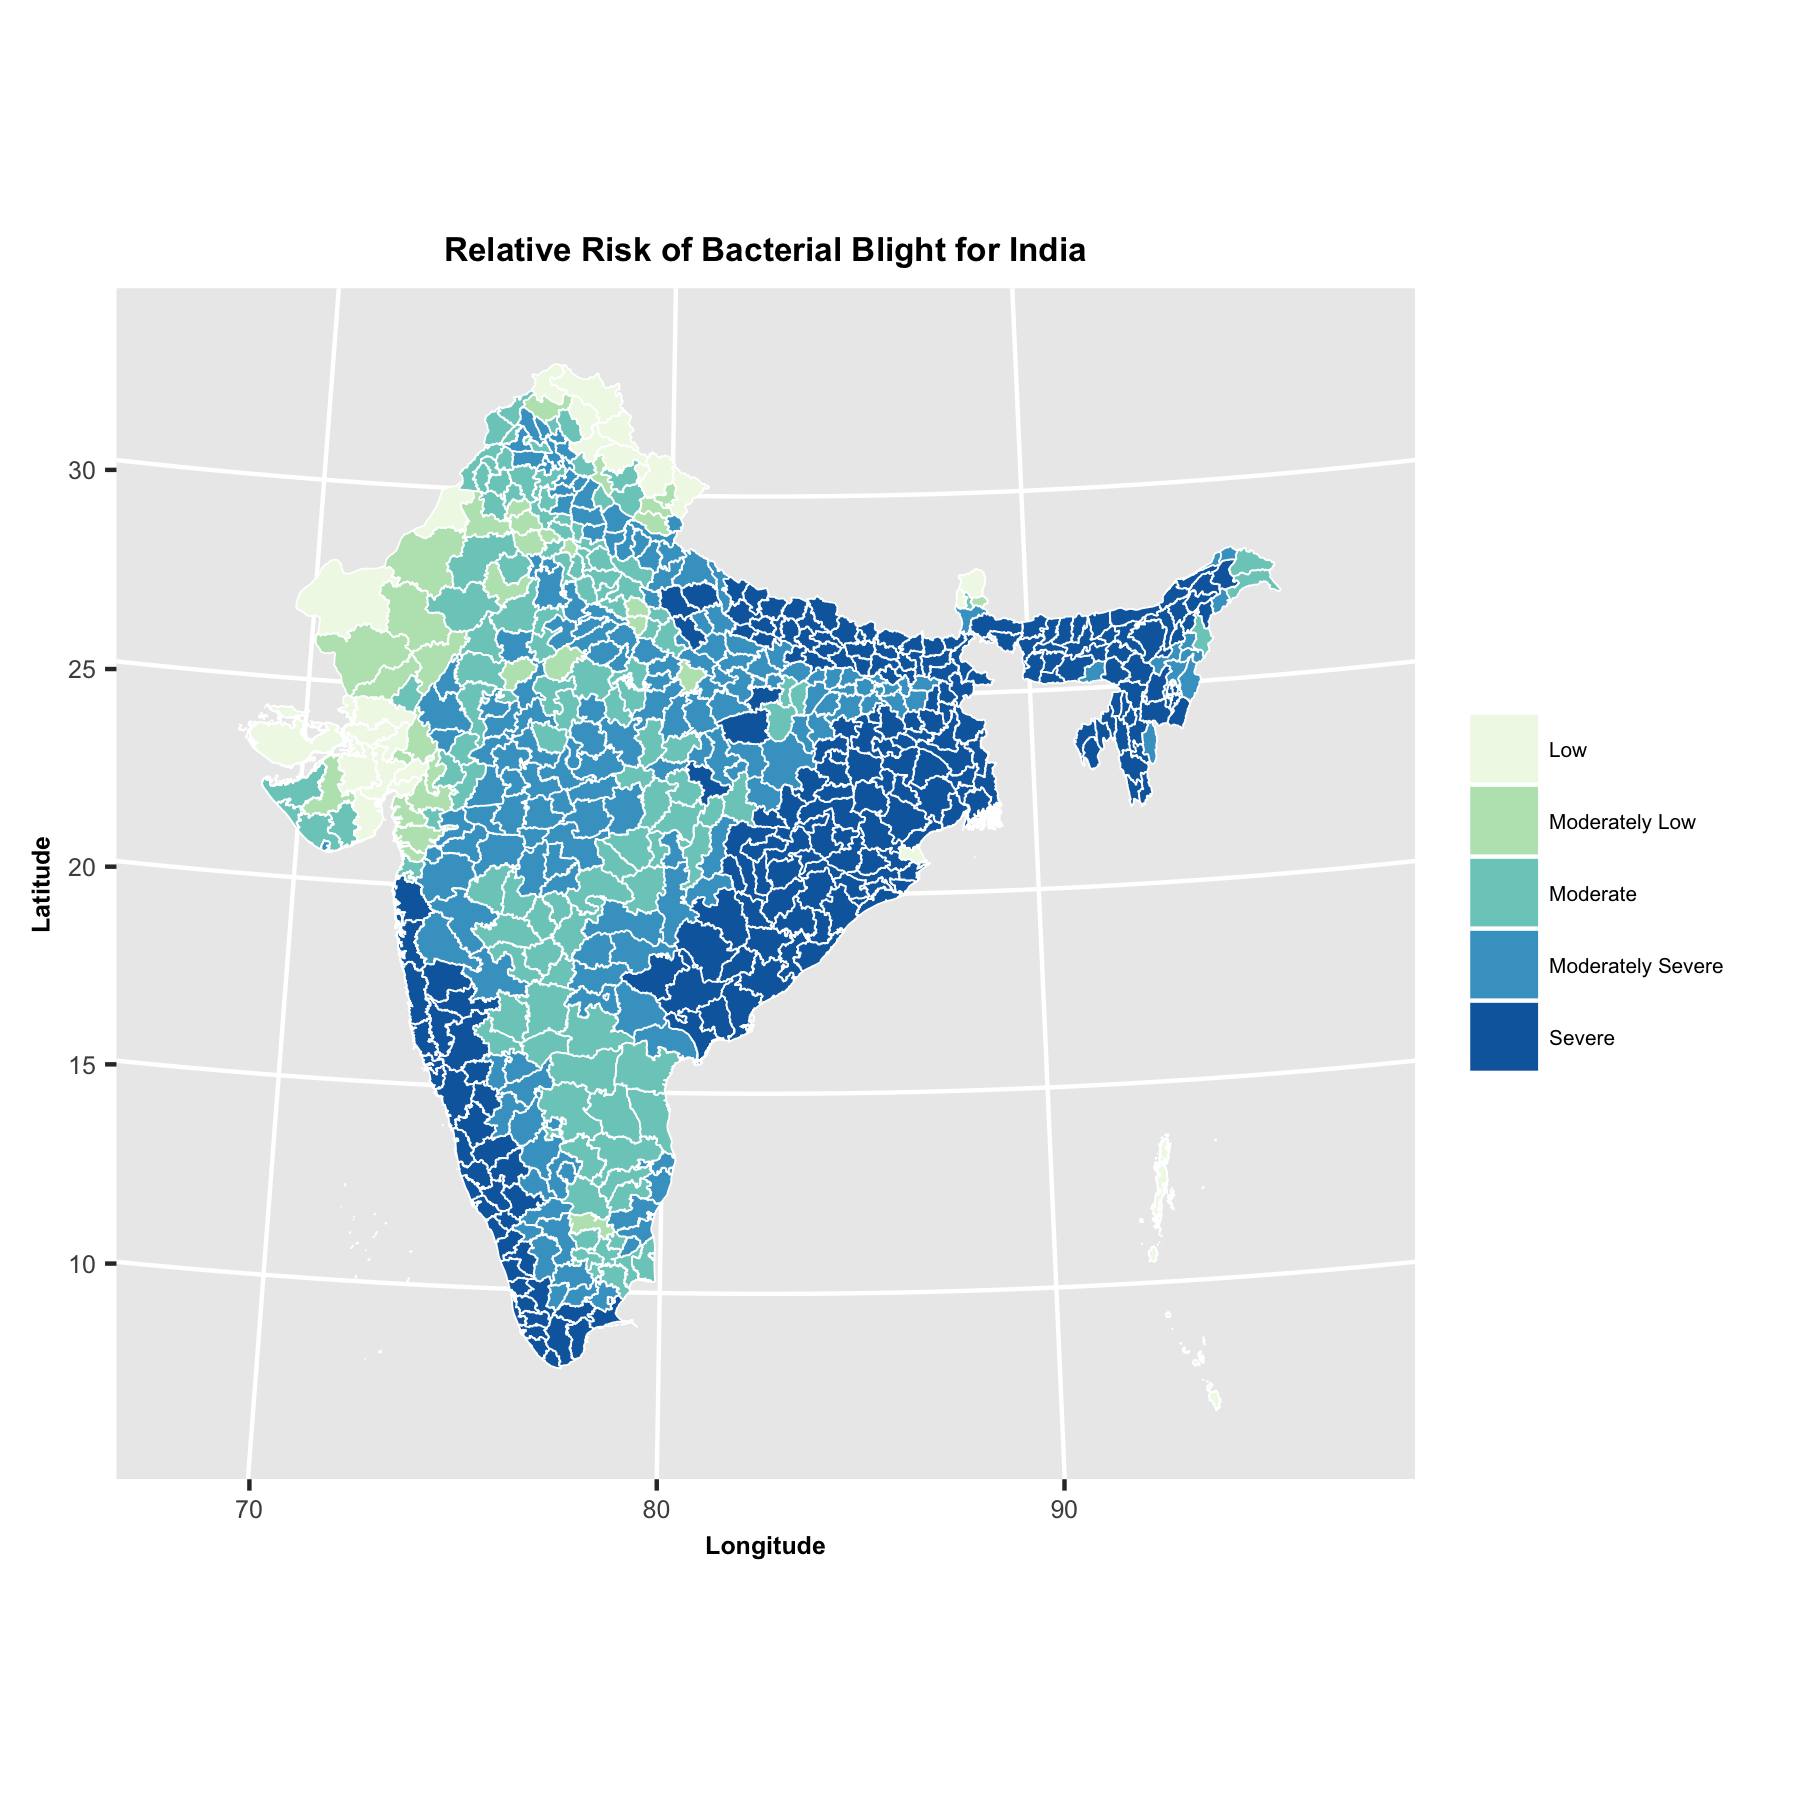 Relative Risk of Bacterial Blight for India
30
25
20
15
10
Latitude
70
80
90
Longitude
Low
Moderately Low
Moderate
Moderately Severe
Severe